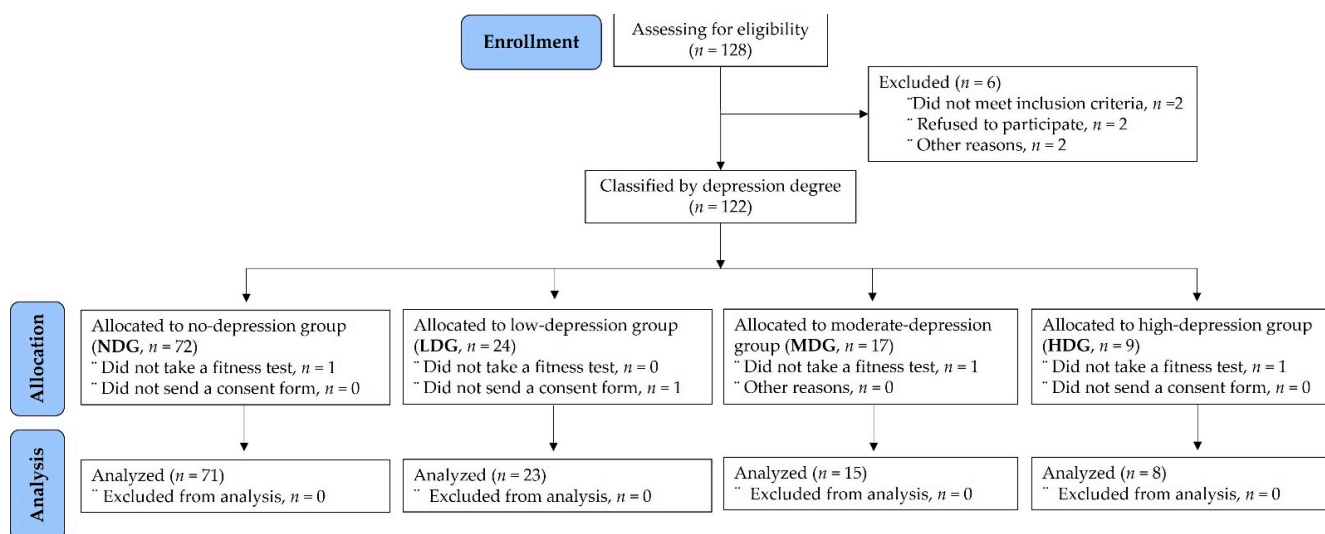 Enrollment
Assessing for eligibility
(n = 128)
Excluded (n = 6)
¨Did not meet inclusion criteria, n =2
¨ Refused to participate, n = 2
¨ Other reasons, n = 2
Classified by depression degree
(n = 122)
Allocation
Allocated to no-depression group
(NDG, n = 72)
¨ Did not take a fitness test, n = 1
¨ Did not send a consent form, n = 0
Allocated to low-depression group
(LDG, n = 24)
¨ Did not take a fitness test, n = 0
¨ Did not send a consent form, n = 1
Allocated to moderate-depression
group (MDG, n = 17)
¨ Did not take a fitness test, n = 1
¨ Other reasons, n = 0
Allocated to high-depression group
(HDG, n = 9)
¨ Did not take a fitness test, n = 1
¨ Did not send a consent form, n = 0
Analysis
Analyzed (n = 71)
¨ Excluded from analysis, n = 0
Analyzed (n = 23)
¨ Excluded from analysis, n = 0
Analyzed (n = 15)
¨ Excluded from analysis, n = 0
Analyzed (n = 8)
¨ Excluded from analysis, n = 0